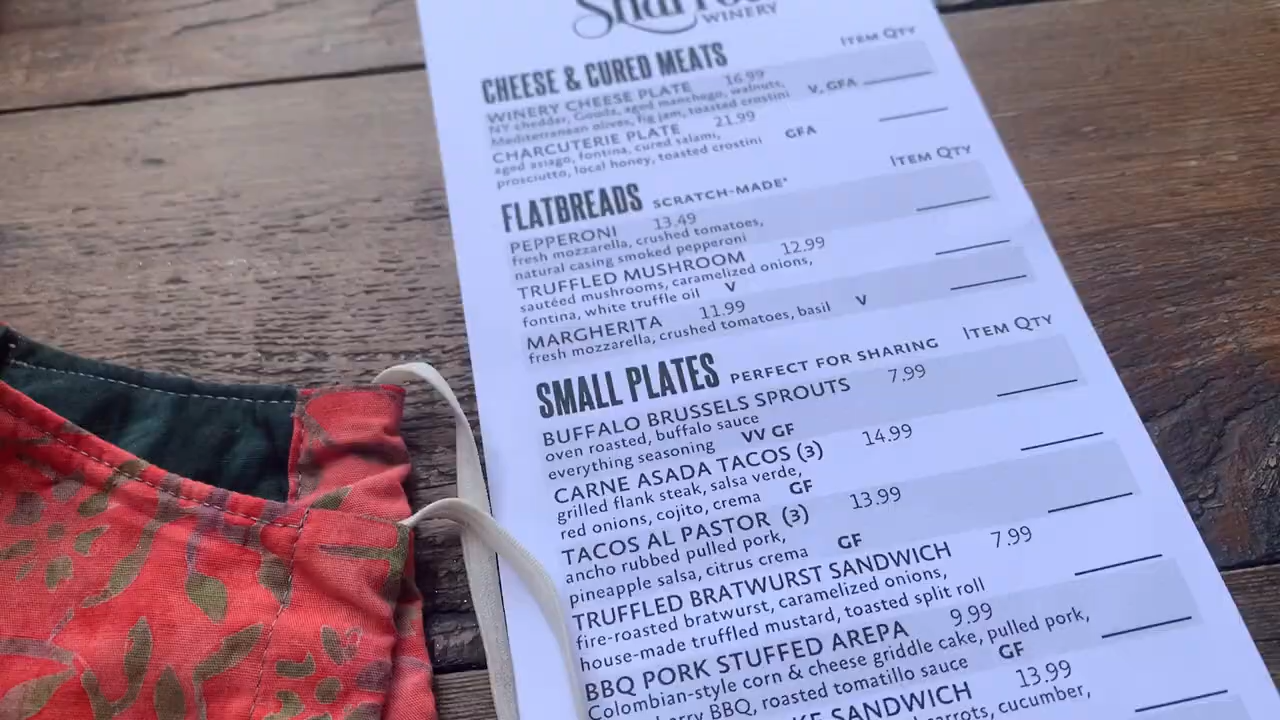 WINERY
ITEM QTY
CHEESE & CURED MEATS
WINERY CHEESE PLATE 16.99
NY cheddar, Gouda, aged manchego, walnuts,
Mediterranean olives, fig jam, toasted crostini V, GFA
CHARCUTERIE PLATE 21.99
aged asiago, fontina, cured salami,
prosciutto, local honey, toasted crostini GFA
ITEM QTY
FLATBREADS SCRATCH-MADE*
PEPPERONI 13.49
fresh mozzarella, crushed tomatoes,
natural casing smoked pepperoni
TRUFFLED MUSHROOM 12.99
sautéed mushrooms, caramelized onions,
fontina, white truffle oil V
MARGHERITA 11.99
fresh mozzarella, crushed tomatoes, basil V
ITEM QTY
SMALL PLATES PERFECT FOR SHARING
BUFFALO BRUSSELS SPROUTS 7.99
oven roasted, buffalo sauce
everything seasoning VV GF
CARNE ASADA TACOS (3) 14.99
grilled flank steak, salsa verde,
red onions, cojito, crema GF
TACOS AL PASTOR (3) 13.99
ancho rubbed pulled pork,
pineapple salsa, citrus crema GF
TRUFFLED BRATWURST SANDWICH 7.99
fire-roasted bratwurst, caramelized onions,
house-made truffled mustard, toasted split roll
BBQ PORK STUFFED AREPA 9.99
Colombian-style corn & cheese griddle cake, pulled pork,
BBQ, roasted tomatillo sauce GF
SANDWICH 13.99
carrots, cucumber,